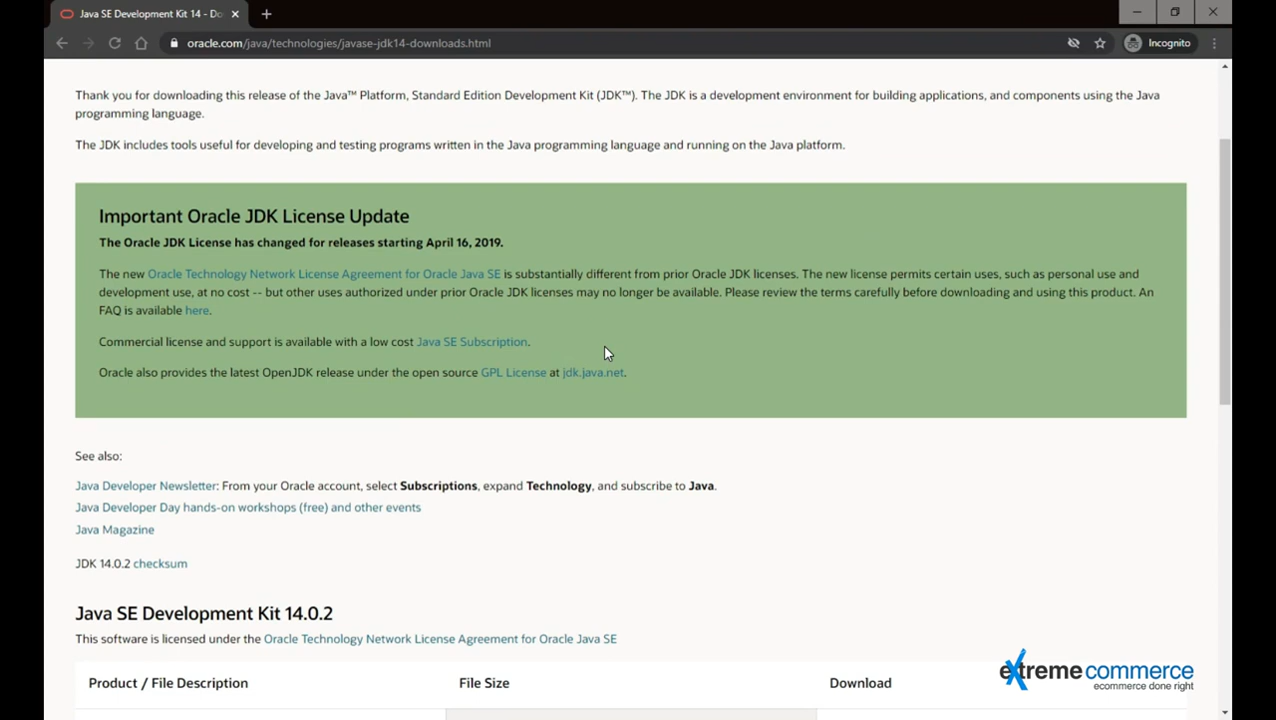 Java SE Development Kit 14 - Do
oracle.com/java/technologies/javase-jdk14-downloads.html
Incognito
Thank you for downloading this release of the Java™ Platform, Standard Edition Development Kit (JDK™). The JDK is a development environment for building applications, and components using the Java
programming language.
The JDK includes tools useful for developing and testing programs written in the Java programming language and running on the Java platform.
Important Oracle JDK License Update
The Oracle JDK License has changed for releases starting April 16, 2019.
The new Oracle Technology Network License Agreement for Oracle Java SE is substantially different from prior Oracle JDK licenses. The new license permits certain uses, such as personal use and
development use, at no cost -- but other uses authorized under prior Oracle JDK licenses may no longer be available. Please review the terms carefully before downloading and using this product. An
FAQ is available here.
Commercial license and support is available with a low cost Java SE Subscription.
Oracle also provides the latest OpenJDK release under the open source GPL License at jdk.java.net.
See also:
Java Developer Newsletter: From your Oracle account, select Subscriptions, expand Technology, and subscribe to Java.
Java Developer Day hands-on workshops (free) and other events
Java Magazine
JDK 14.0.2 checksum
Java SE Development Kit 14.0.2
This software is licensed under the Oracle Technology Network License Agreement for Oracle Java SE
Product / File Description File Size Download
extreme commerce
ecommerce done right